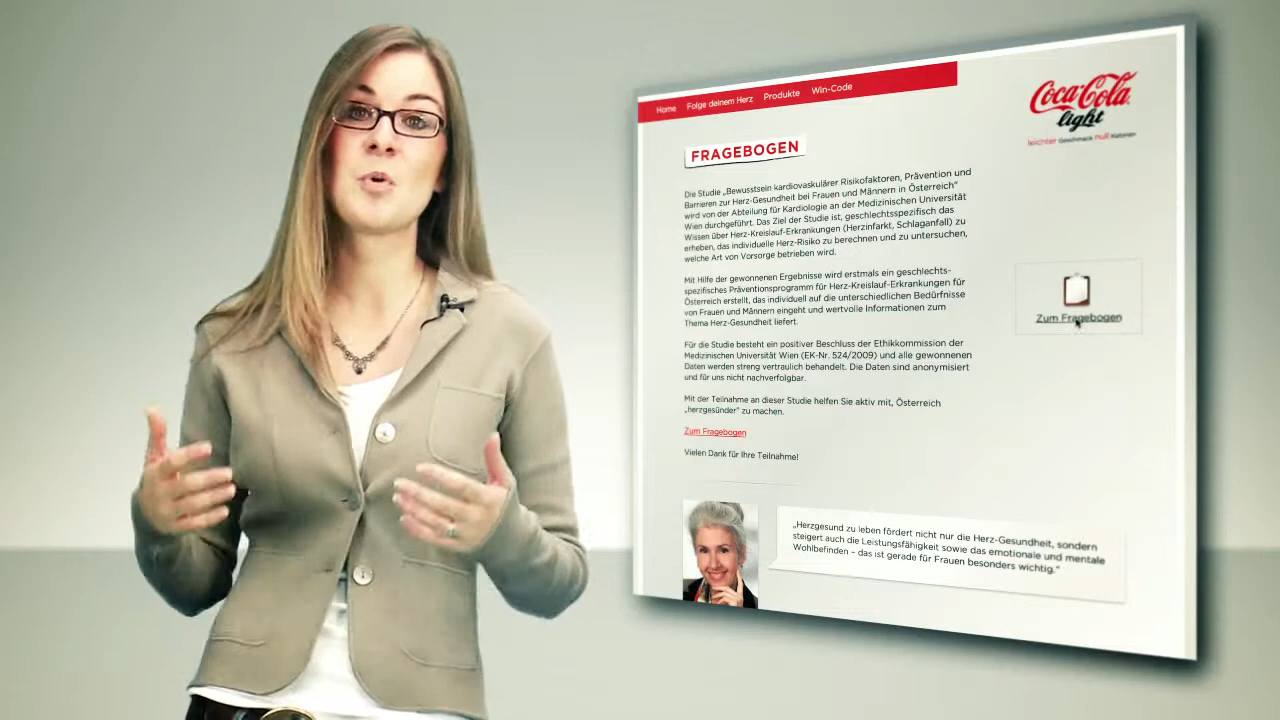 Home Folge deinem Herz Produkte Win-Code
Coca-Cola
light
leichter Geschmack null Kalorien
FRAGEBOGEN
Die Studie „Bewusstsein kardiovaskulärer Risikofaktoren, Prävention und
Barrieren zur Herz-Gesundheit bei Frauen und Männern in Österreich“
wird von der Abteilung für Kardiologie an der Medizinischen Universität
Wien durchgeführt. Das Ziel der Studie ist, geschlechtsspezifisch das
Wissen über Herz-Kreislauf-Erkrankungen (Herzinfarkt, Schlaganfall) zu
erheben, das individuelle Herz-Risiko zu berechnen und zu untersuchen,
welche Art von Vorsorge betrieben wird.
Mit Hilfe der gewonnenen Ergebnisse wird erstmals ein geschlechts-
spezifisches Präventionsprogramm für Herz-Kreislauf-Erkrankungen für
Österreich erstellt, das individuell auf die unterschiedlichen Bedürfnisse
von Frauen und Männern eingeht und wertvolle Informationen zum
Thema Herz-Gesundheit liefert.
Für die Studie besteht ein positiver Beschluss der Ethikkommission der
Medizinischen Universität Wien (EK-Nr. 524/2009) und alle gewonnenen
Daten werden streng vertraulich behandelt. Die Daten sind anonymisiert
und für uns nicht nachverfolgbar.
Mit der Teilnahme an dieser Studie helfen Sie aktiv mit, Österreich
„herzgesünder“ zu machen.
Zum Fragebogen
Vielen Dank für Ihre Teilnahme!
Zum Fragebogen
„Herzgesund zu leben fördert nicht nur die Herz-Gesundheit, sondern
steigert auch die Leistungsfähigkeit sowie das emotionale und mentale
Wohlbefinden – das ist gerade für Frauen besonders wichtig.“